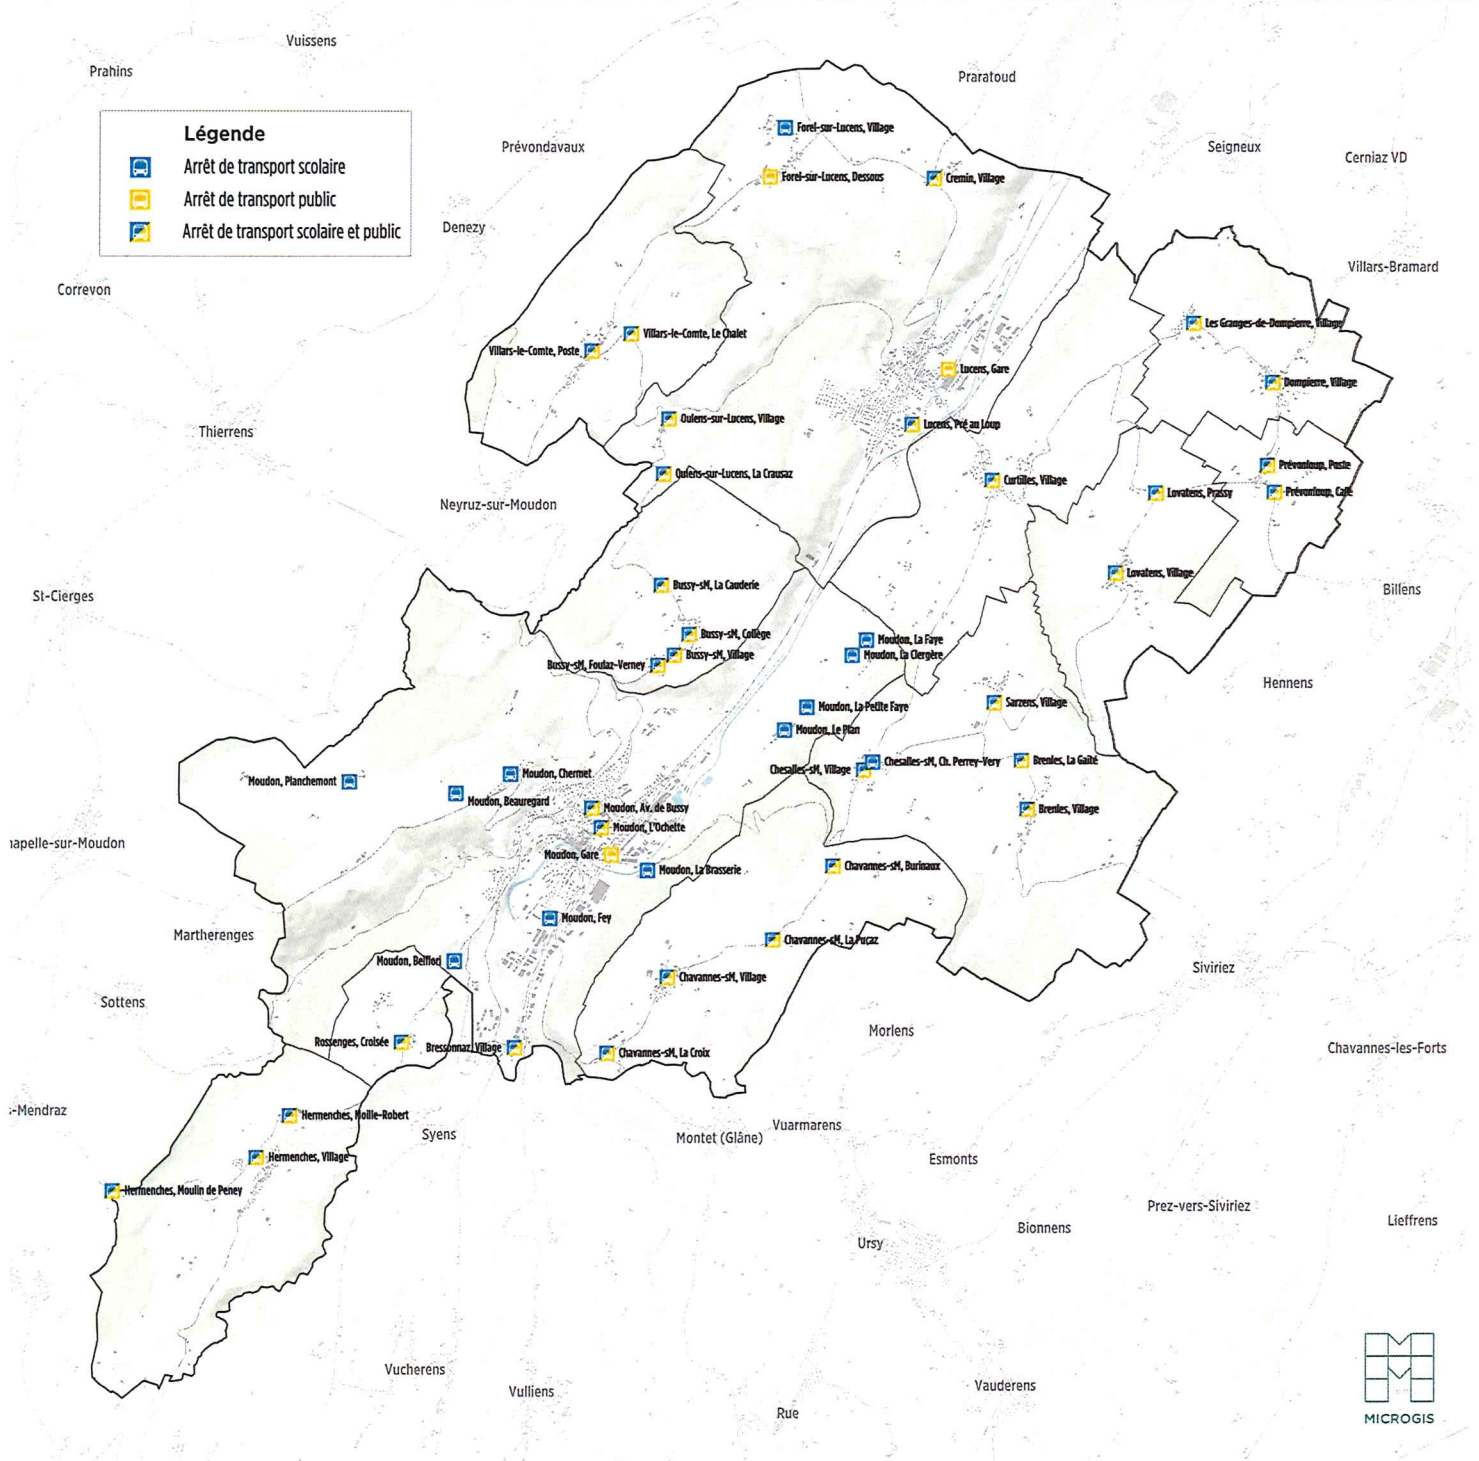 Vuissens
Prahins
Praratoud
Légende
Arrêt de transport scolaire
Arrêt de transport public
Arrêt de transport scolaire et public
Forel-sur-Lucens, Village
Prévondavaux
Seigneux
Cerniaz VD
Forel-sur-Lucens, Dessous
Cremin, Village
Denezy
Villars-Bramard
Correvon
Les Granges-de-Dompierre, Village
Villars-le-Comte, Le Chalet
Villars-le-Comte, Poste
Lucens, Gare
Dompierre, Village
Oulens-sur-Lucens, Village
Lucens, Pré au Loup
Thierrens
Prévonloup, Poste
Oulens-sur-Lucens, La Crausaz
Curtilles, Village
Lovatens, Prassy
Prévonloup, Café
Neyruz-sur-Moudon
Lovatens, Village
Bussy-sM, La Cauderie
Billens
St-Cierges
Bussy-sM, Collège
Moudon, La Faye
Bussy-sM, Village
Moudon, La Clergère
Bussy-sM, Foulaz-Verney
Hennens
Sarzens, Village
Moudon, La Petite Faye
Moudon, Le Plan
Chesalles-sM, Ch. Perrey-Very
Brenles, La Gaîté
Chesalles-sM, Village
Moudon, Chermet
Moudon, Planchemont
Moudon, Beauregard
Moudon, Av. de Bussy
Brenles, Village
Moudon, L'Ochette
hapelle-sur-Moudon
Moudon, Gare
Moudon, La Brasserie
Chavannes-sM, Burinaux
Moudon, Fey
Martherenges
Chavannes-sM, La Puçaz
Moudon, Belflori
Siviriez
Chavannes-sM, Village
Sottens
Morlens
Rossenges, Croisée
Bressonnaz, Village
Chavannes-sM, La Croix
Chavannes-les-Forts
-Mendraz
Hermenches, Moille-Robert
Vuarmarens
Syens
Montet (Glâne)
Hermenches, Village
Esmonts
Hermenches, Moulin de Peney
Prez-vers-Siviriez
Bionnens
Lieffrens
Ursy
Vucherens
Vulliens
Vauderens
Rue
MICROGIS